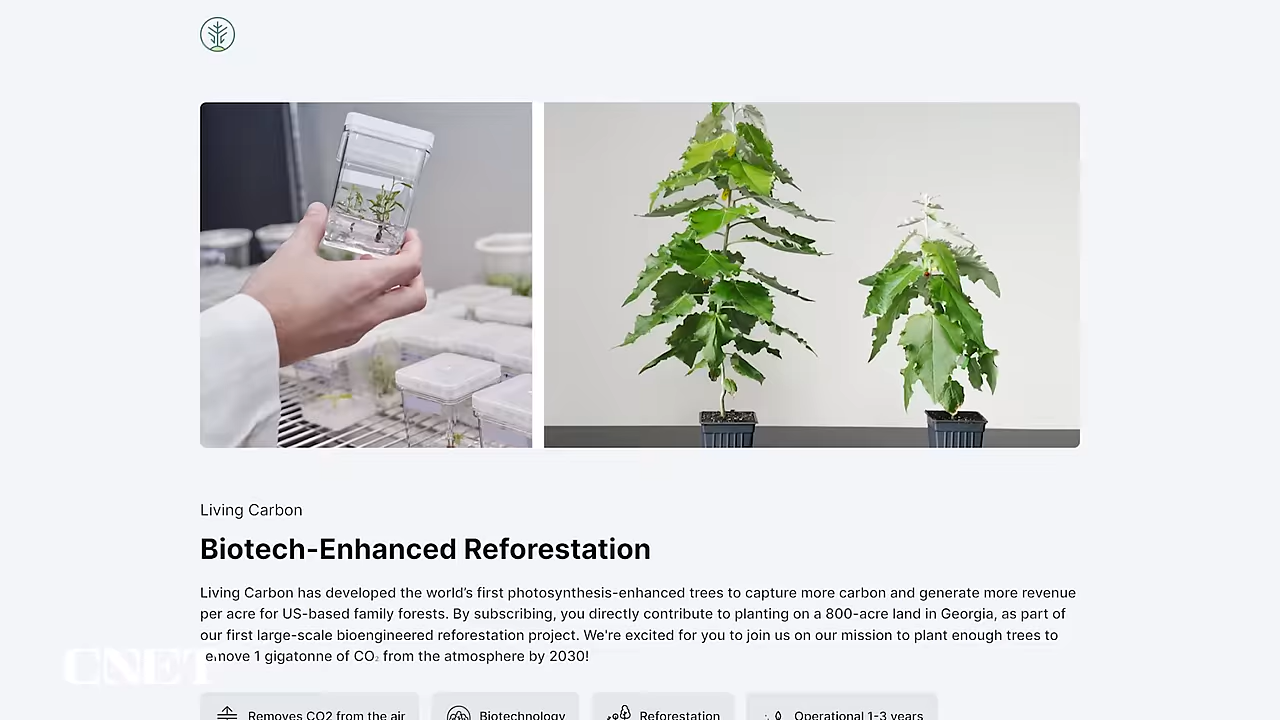 Living Carbon
Biotech-Enhanced Reforestation
Living Carbon has developed the world's first photosynthesis-enhanced trees to capture more carbon and generate more revenue
per acre for US-based family forests. By subscribing, you directly contribute to planting on a 800-acre land in Georgia, as part of
our first large-scale bioengineered reforestation project. We're excited for you to join us on our mission to plant enough trees to
remove 1 gigatonne of CO₂ from the atmosphere by 2030!
CNET
Removes CO2 from the air
Biotechnology
Reforestation
Operational 1-3 years